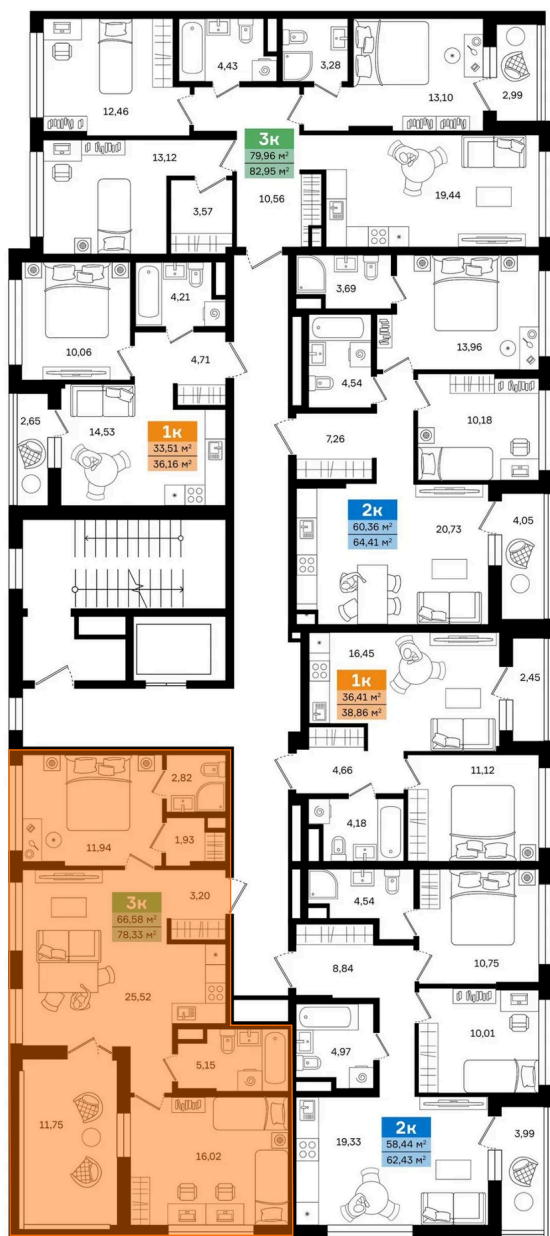 4,43
3,28
12,46
13,10
2,99
3к
79,96 м²
82,95 м²
13,12
3,57
10,56
19,44
4,21
3,69
10,06
4,71
4,54
13,96
2,65
14,53
1к
33,51 м²
36,16 м²
7,26
10,18
2к
60,36 м²
64,41 м²
20,73
4,05
16,45
1к
36,41 м²
38,86 м²
2,45
4,66
11,12
2,82
11,94
1,93
4,18
3к
66,58 м²
78,33 м²
3,20
4,54
25,52
8,84
10,75
5,15
4,97
10,01
11,75
16,02
19,33
2к
58,44 м²
62,43 м²
3,99